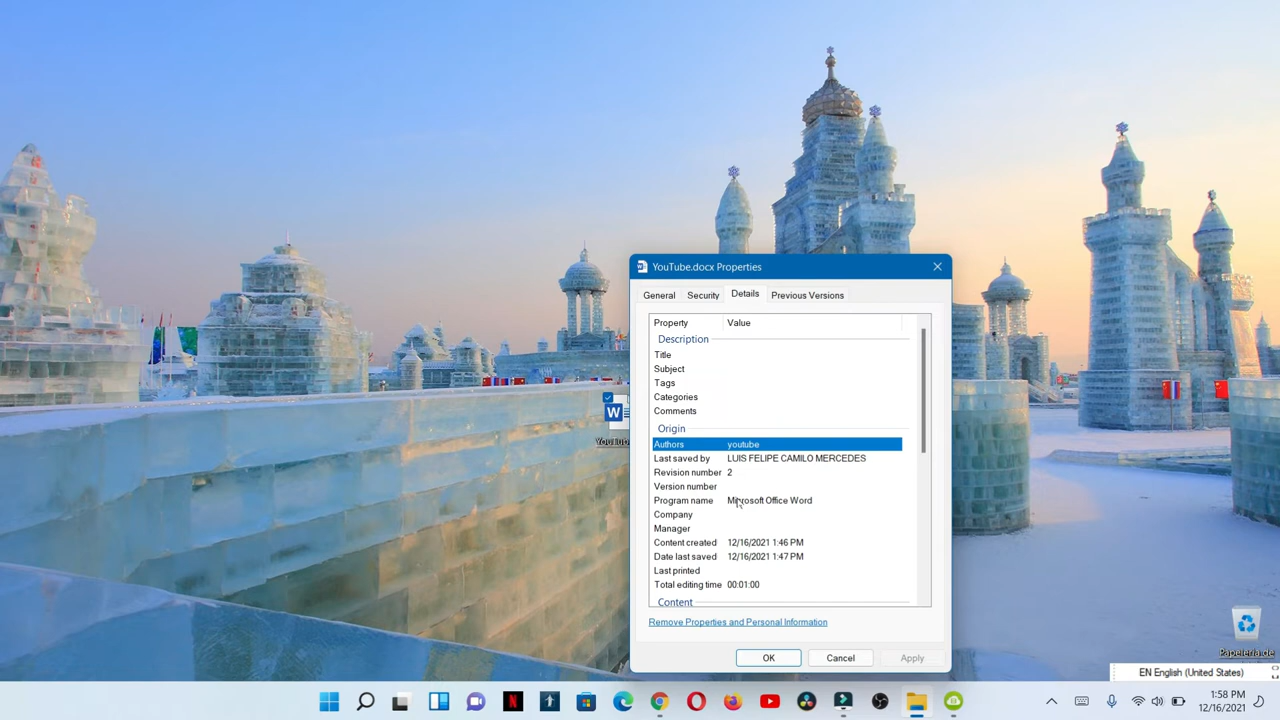 YouTube.docx Properties
General Security Details Previous Versions
Property Value
Description
Title
Subject
Tags
Categories
Comments
Origin
Authors youtube
Last saved by LUIS FELIPE CAMILO MERCEDES
Revision number 2
Version number
Program name Microsoft Office Word
Company
Manager
Content created 12/16/2021 1:46 PM
Date last saved 12/16/2021 1:47 PM
Last printed
Total editing time 00:01:00
Content
Remove Properties and Personal Information
OK Cancel Apply
Papelería de
EN English (United States)
1:58 PM
12/16/2021